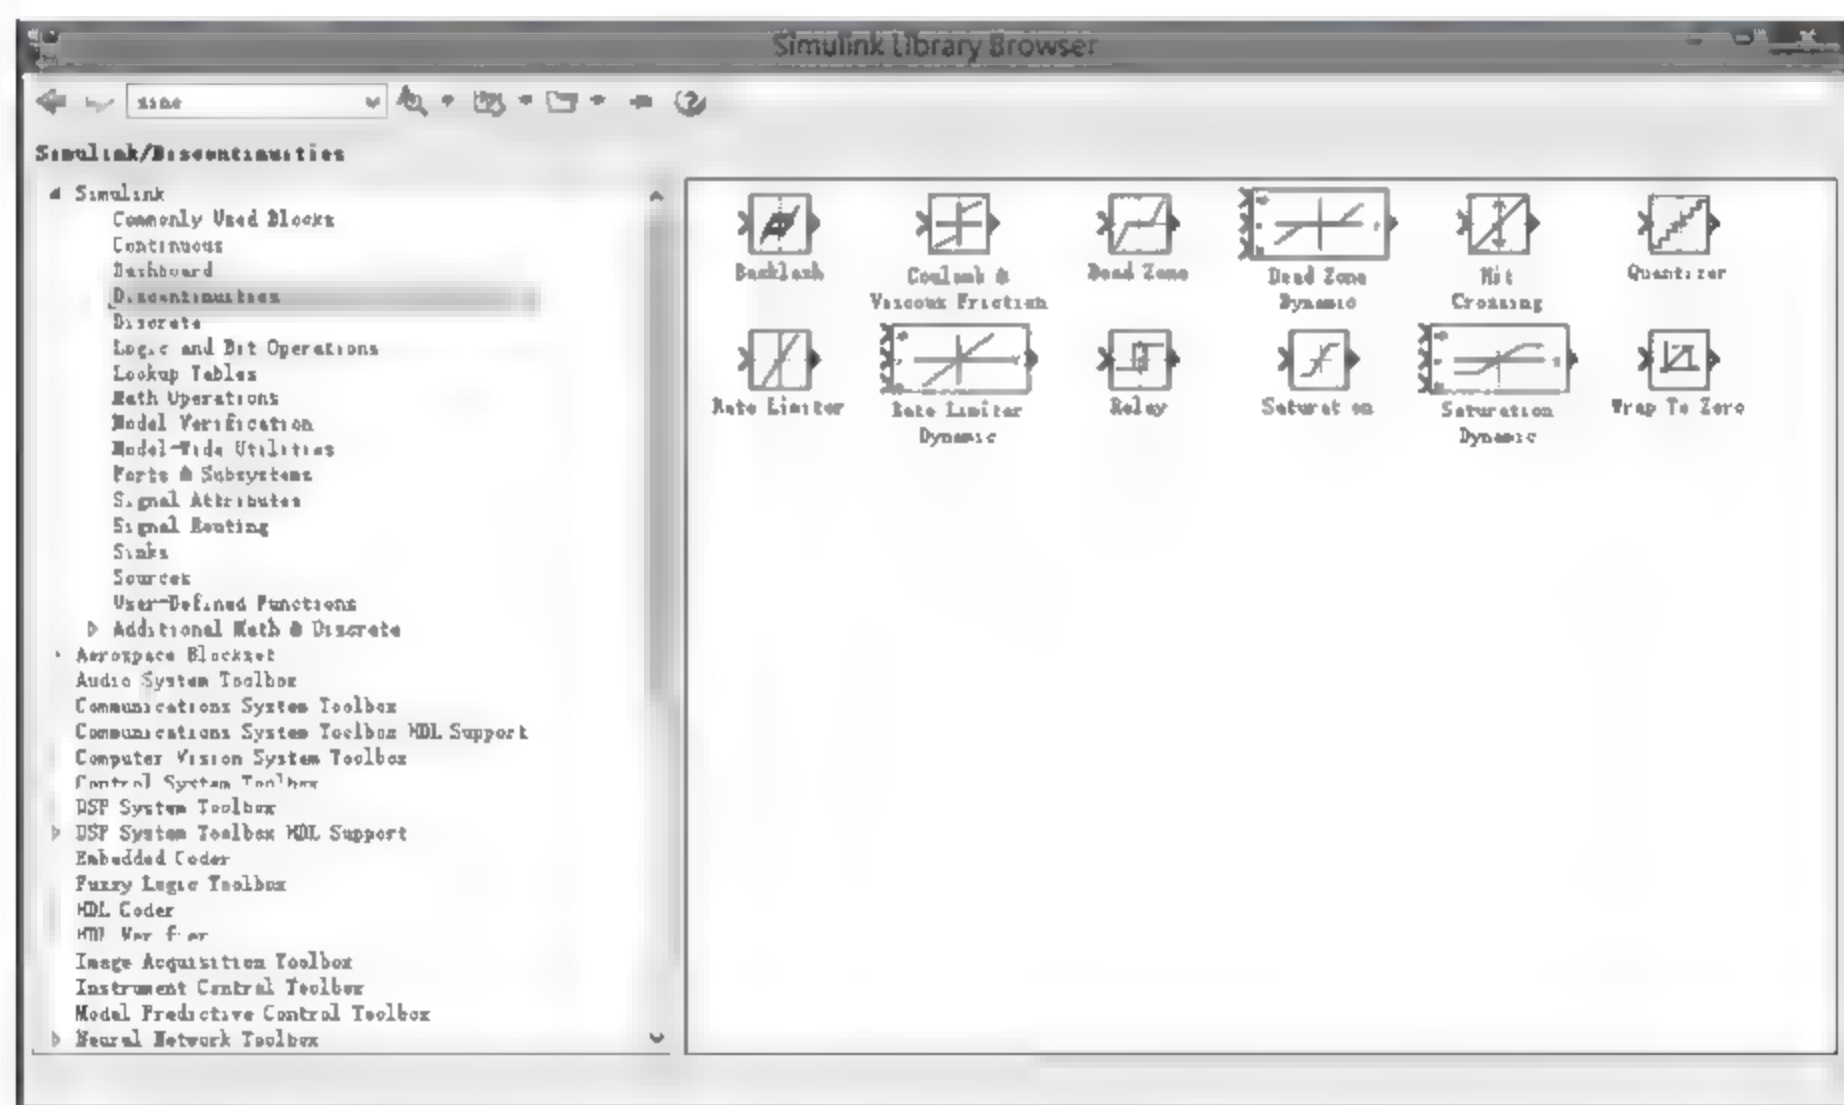 Simulink Library Browser
sine
Simulink/Discontinuities
Simulink
Commonly Used Blocks
Continuous
Dashboard
Discontinuities
Discrete
Logic and Bit Operations
Lookup Tables
Math Operations
Model Verification
Model-Wide Utilities
Ports & Subsystems
Signal Attributes
Signal Routing
Sinks
Sources
User-Defined Functions
Additional Math & Discrete
Aerospace Blockset
Audio System Toolbox
Communications System Toolbox
Communications System Toolbox HDL Support
Computer Vision System Toolbox
Control System Toolbox
DSP System Toolbox
DSP System Toolbox HDL Support
Embedded Coder
Fuzzy Logic Toolbox
HDL Coder
HDL Verifier
Image Acquisition Toolbox
Instrument Control Toolbox
Model Predictive Control Toolbox
Neural Network Toolbox
Backlash
Coulomb &
Viscous Friction
Dead Zone
Dead Zone
Dynamic
Hit
Crossing
Quantizer
Rate Limiter
Rate Limiter
Dynamic
Relay
Saturation
Saturation
Dynamic
Wrap To Zero